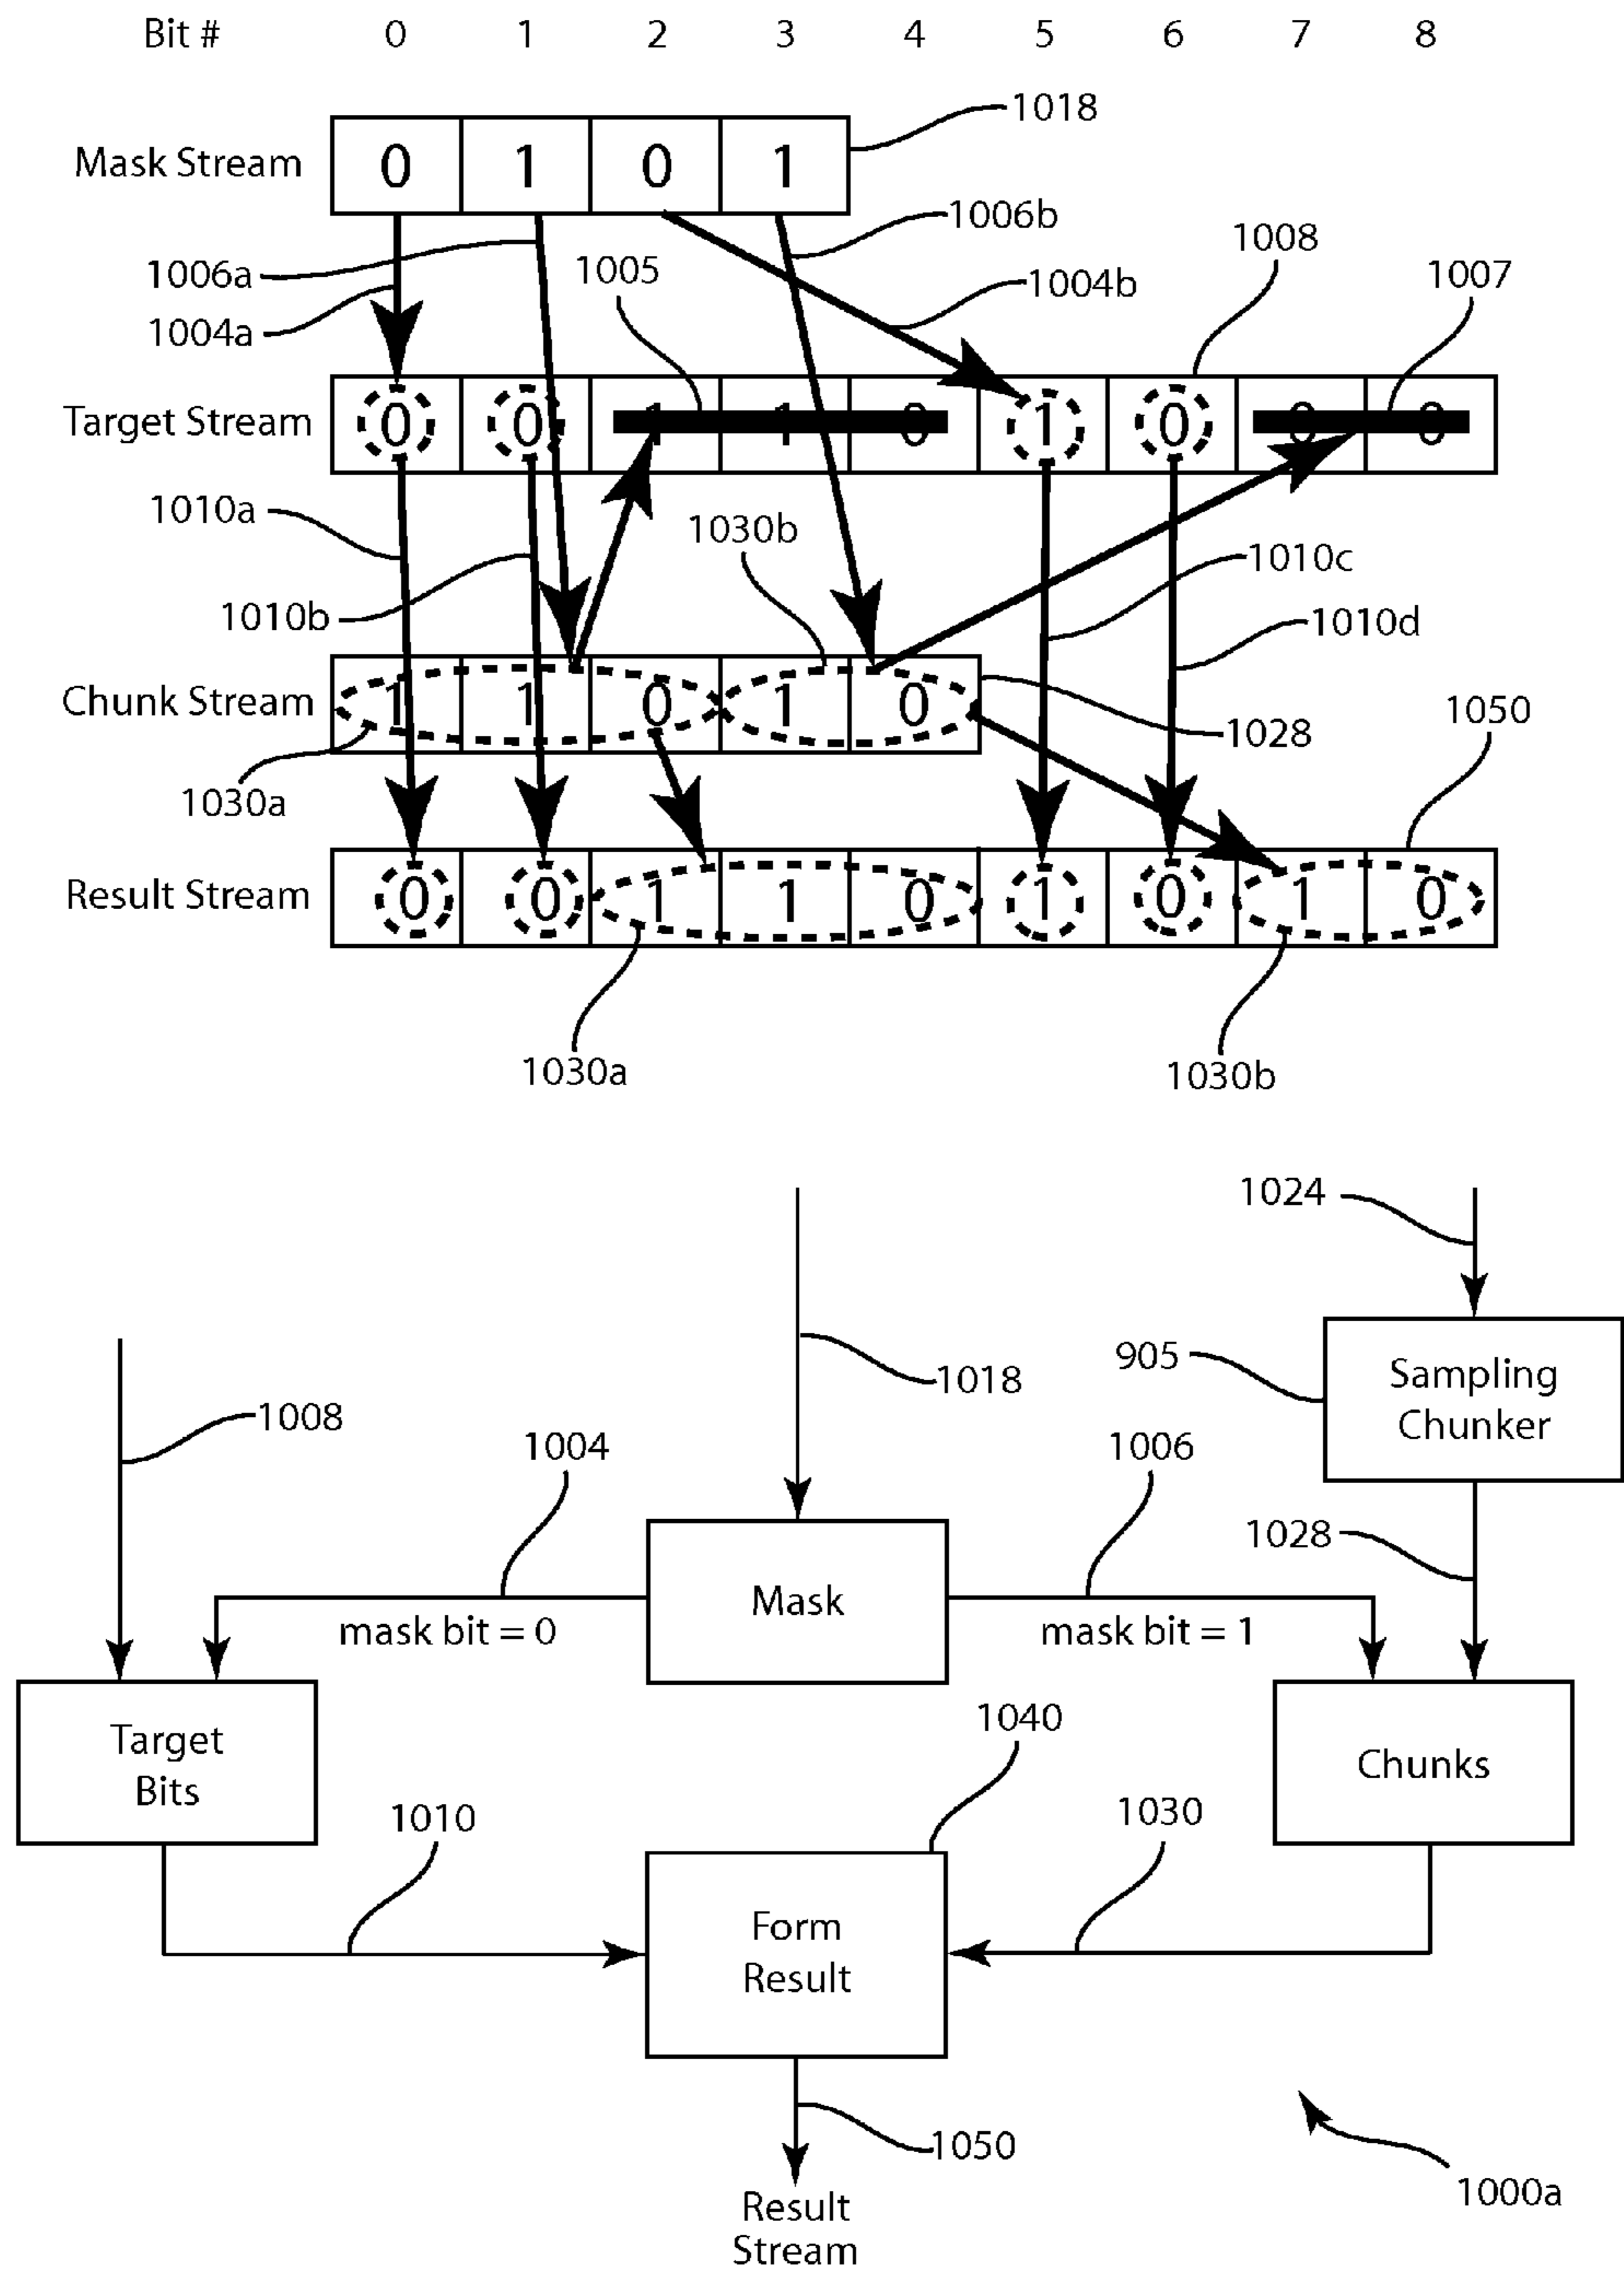 Bit # 0 1 2 3 4 5 6 7 8
1018
Mask Stream 0 1 0 1
1006b
1008
1006a
1005
1004b
1007
1004a
Target Stream 0 0 1 1 0 1 0 0 0
1010a
1030b
1010c
1010b
1010d
Chunk Stream 1 1 0 1 0
1028
1050
1030a
Result Stream 0 0 1 1 0 1 0 1 0
1030a
1030b
1024
905
Sampling
Chunker
1018
1008
1004
1006
1028
Mask
mask bit = 0
mask bit = 1
1040
Target
Bits
Chunks
1010
1030
Form
Result
1050
1000a
Result
Stream